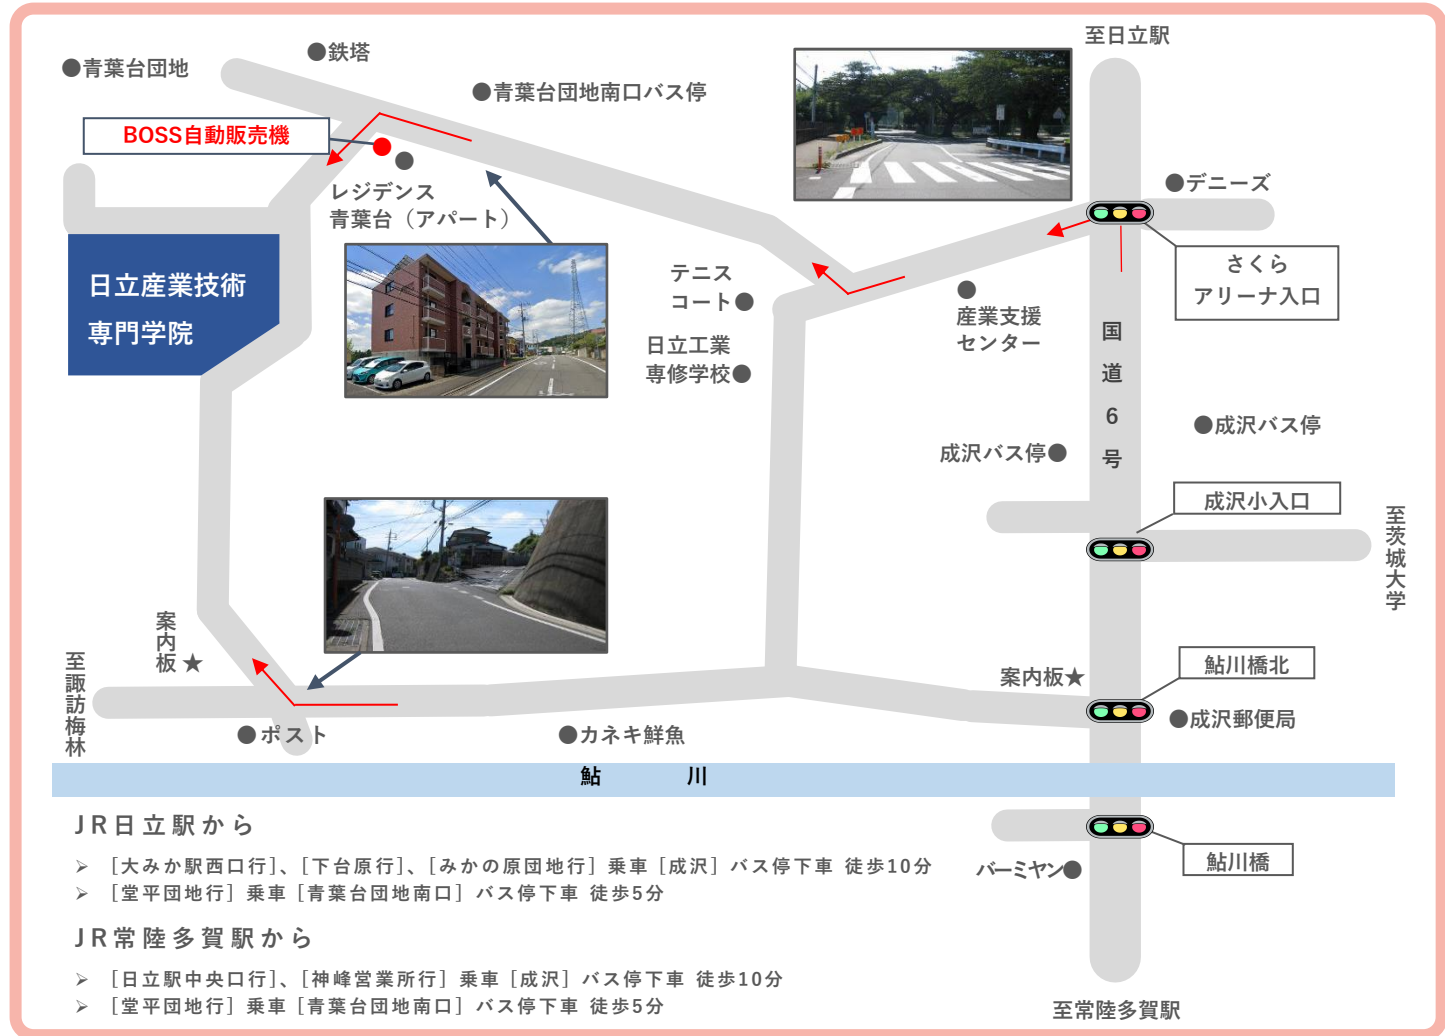 至日立駅
●鉄塔
●青葉台団地
●青葉台団地南口バス停
BOSS自動販売機
レジデンス
青葉台（アパート）
●デニーズ
さくら
アリーナ入口
日立産業技術
専門学院
テニス
コート●
産業支援
センター
日立工業
専修学校●
国道6号
●成沢バス停
成沢バス停●
成沢小入口
至茨城大学
案内板★
至諏訪梅林
鮎川橋北
案内板★
●成沢郵便局
●ポスト
●カネキ鮮魚
鮎 川
JR日立駅から
➢ [大みか駅西口行]、[下台原行]、[みかの原団地行] 乗車 [成沢] バス停下車 徒歩10分
➢ [堂平団地行] 乗車 [青葉台団地南口] バス停下車 徒歩5分
バーミヤン●
鮎川橋
JR常陸多賀駅から
➢ [日立駅中央口行]、[神峰営業所行] 乗車 [成沢] バス停下車 徒歩10分
➢ [堂平団地行] 乗車 [青葉台団地南口] バス停下車 徒歩5分
至常陸多賀駅